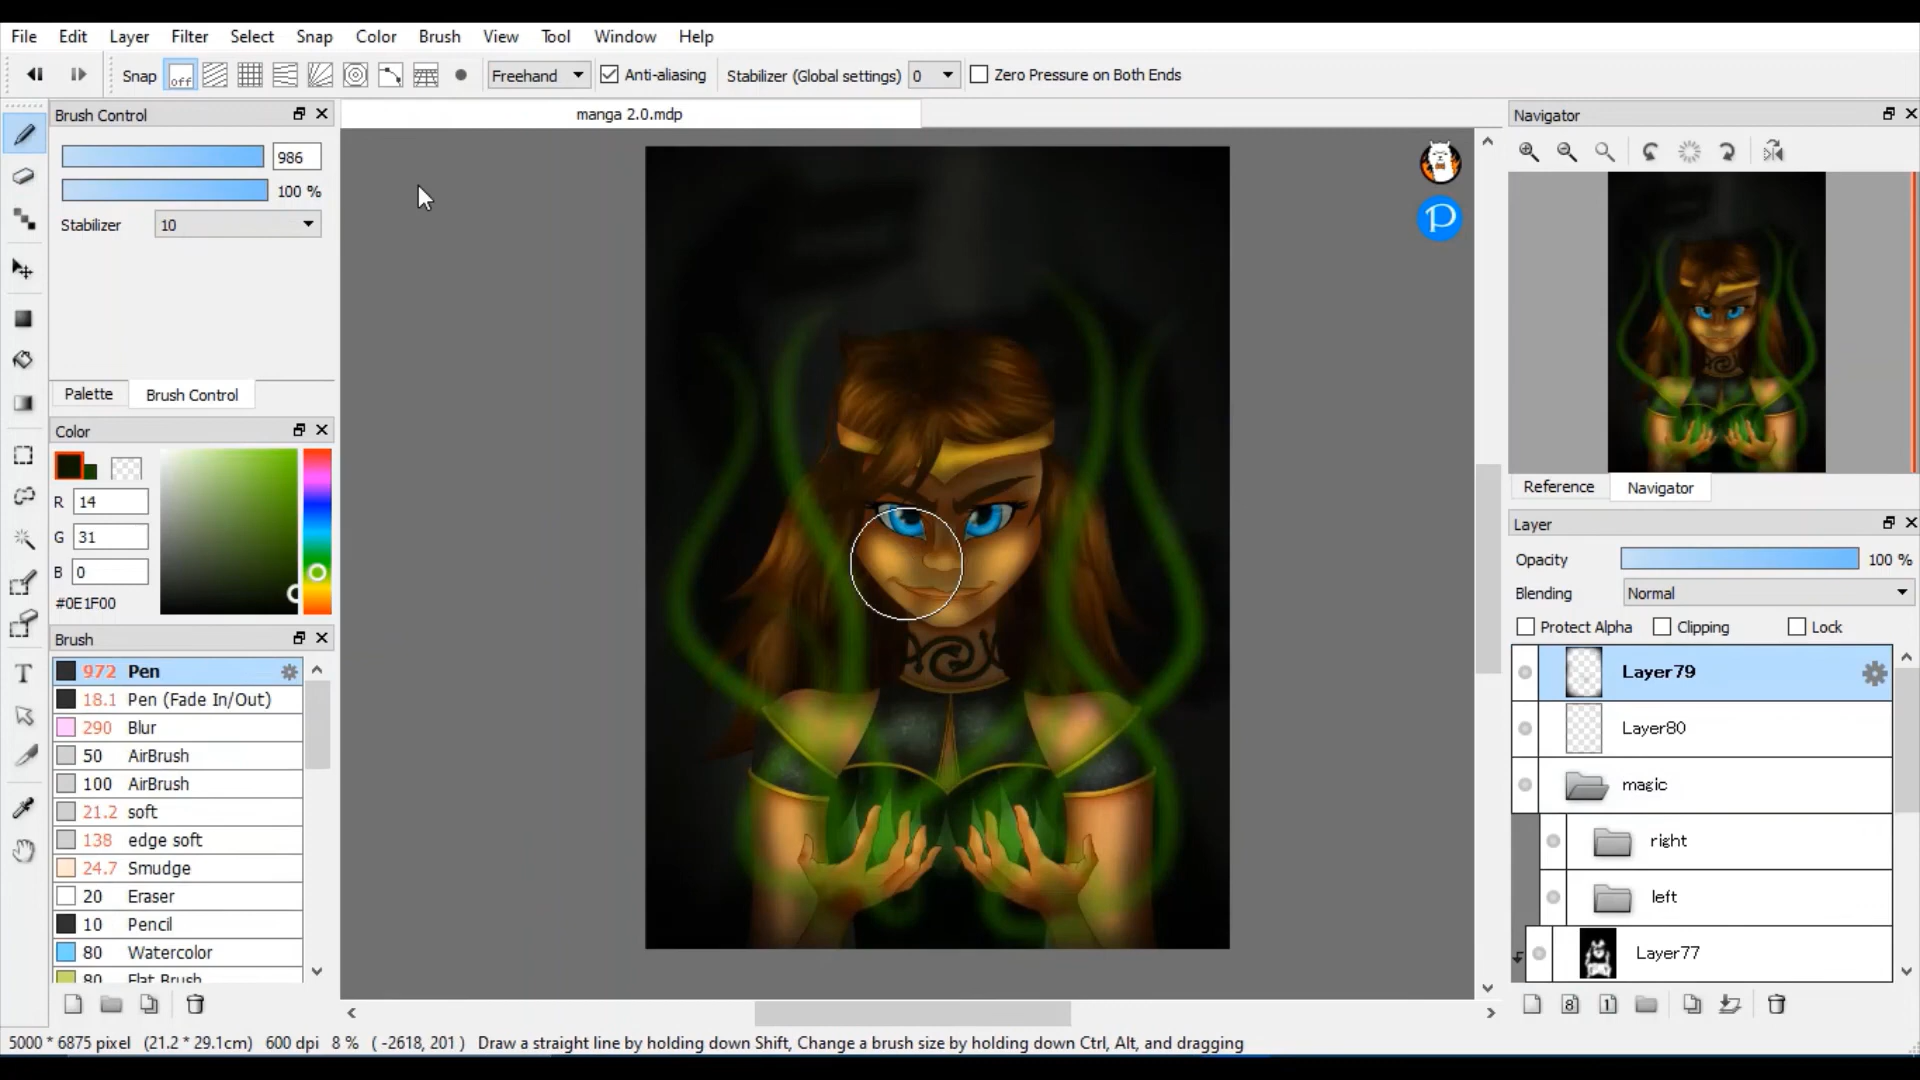 File Edit Layer Filter Select Snap Color Brush View Tool Window Help
Snap off Freehand Anti-aliasing Stabilizer (Global settings) 0 Zero Pressure on Both Ends
Brush Control
986
100 %
Stabilizer 10
Palette Brush Control
Color
R 14
G 31
B 0
#0E1F00
Brush
972 Pen
18.1 Pen (Fade In/Out)
290 Blur
50 AirBrush
100 AirBrush
21.2 soft
138 edge soft
24.7 Smudge
20 Eraser
10 Pencil
80 Watercolor
80 Flat Brush
manga 2.0.mdp
P
Navigator
Reference Navigator
Layer
Opacity 100 %
Blending Normal
Protect Alpha Clipping Lock
Layer79
Layer80
magic
right
left
Layer77
8 1
5000 * 6875 pixel (21.2 * 29.1cm) 600 dpi 8 % ( -2618, 201 ) Draw a straight line by holding down Shift, Change a brush size by holding down Ctrl, Alt, and dragging